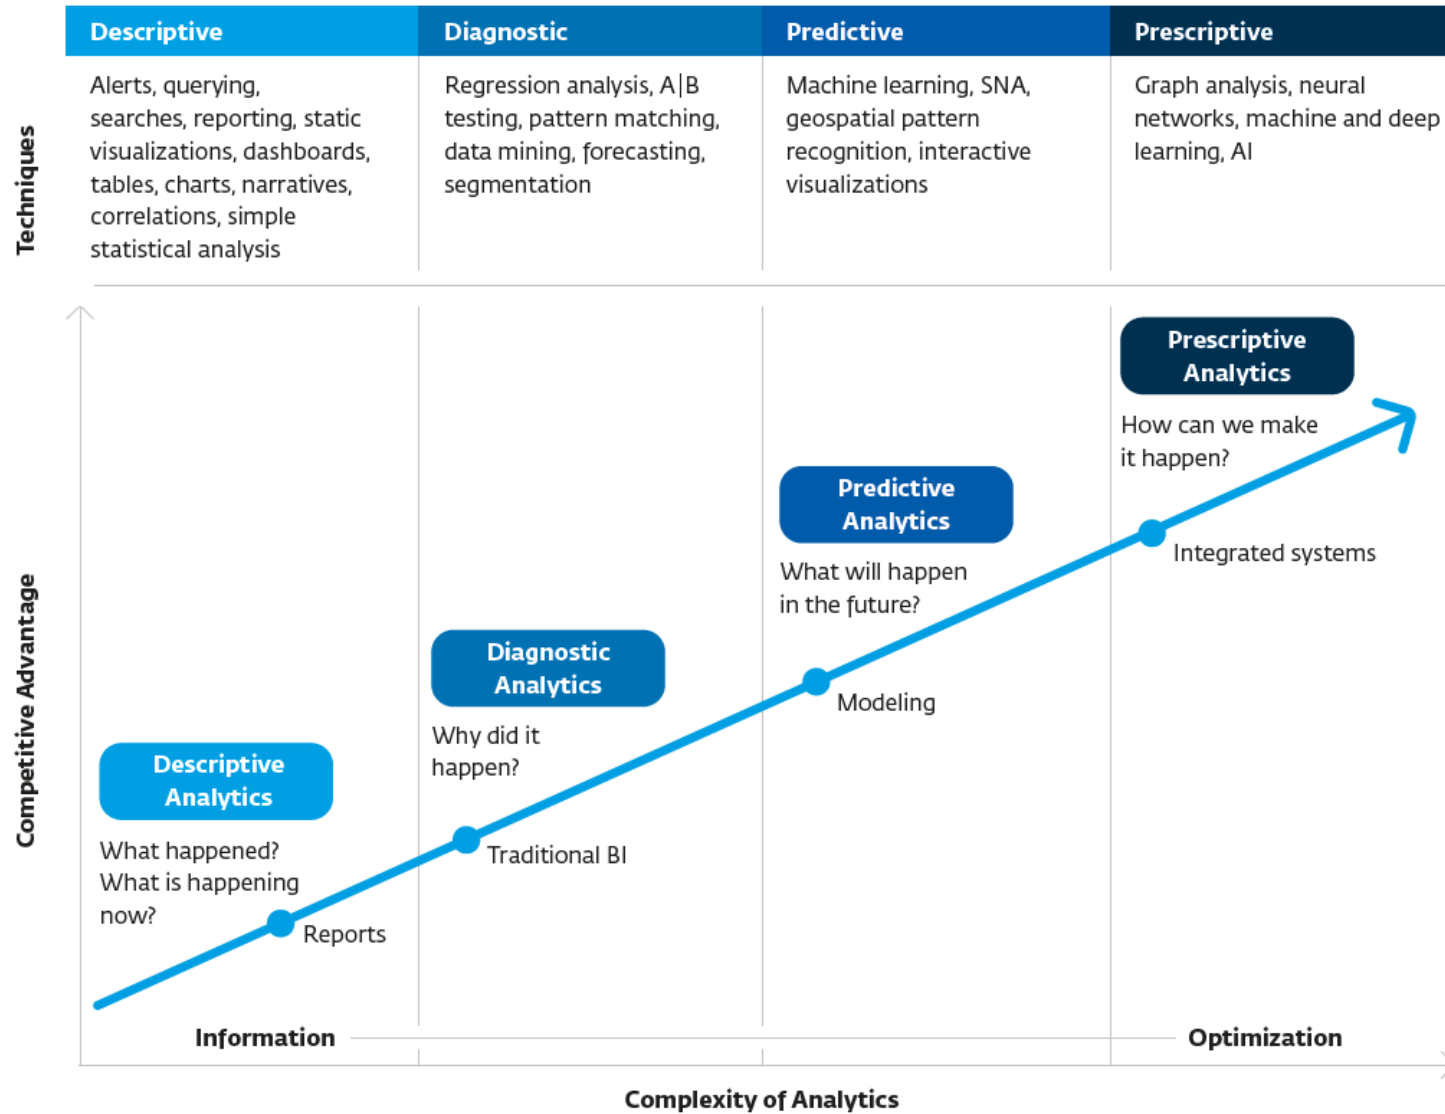 Descriptive
Diagnostic
Predictive
Prescriptive
Techniques
Alerts, querying,
searches, reporting, static
visualizations, dashboards,
tables, charts, narratives,
correlations, simple
statistical analysis
Regression analysis, A|B
testing, pattern matching,
data mining, forecasting,
segmentation
Machine learning, SNA,
geospatial pattern
recognition, interactive
visualizations
Graph analysis, neural
networks, machine and deep
learning, AI
Competitive Advantage
Descriptive
Analytics
What happened?
What is happening
now?
Reports
Diagnostic
Analytics
Why did it
happen?
Traditional BI
Predictive
Analytics
What will happen
in the future?
Modeling
Prescriptive
Analytics
How can we make
it happen?
Integrated systems
Information
Optimization
Complexity of Analytics